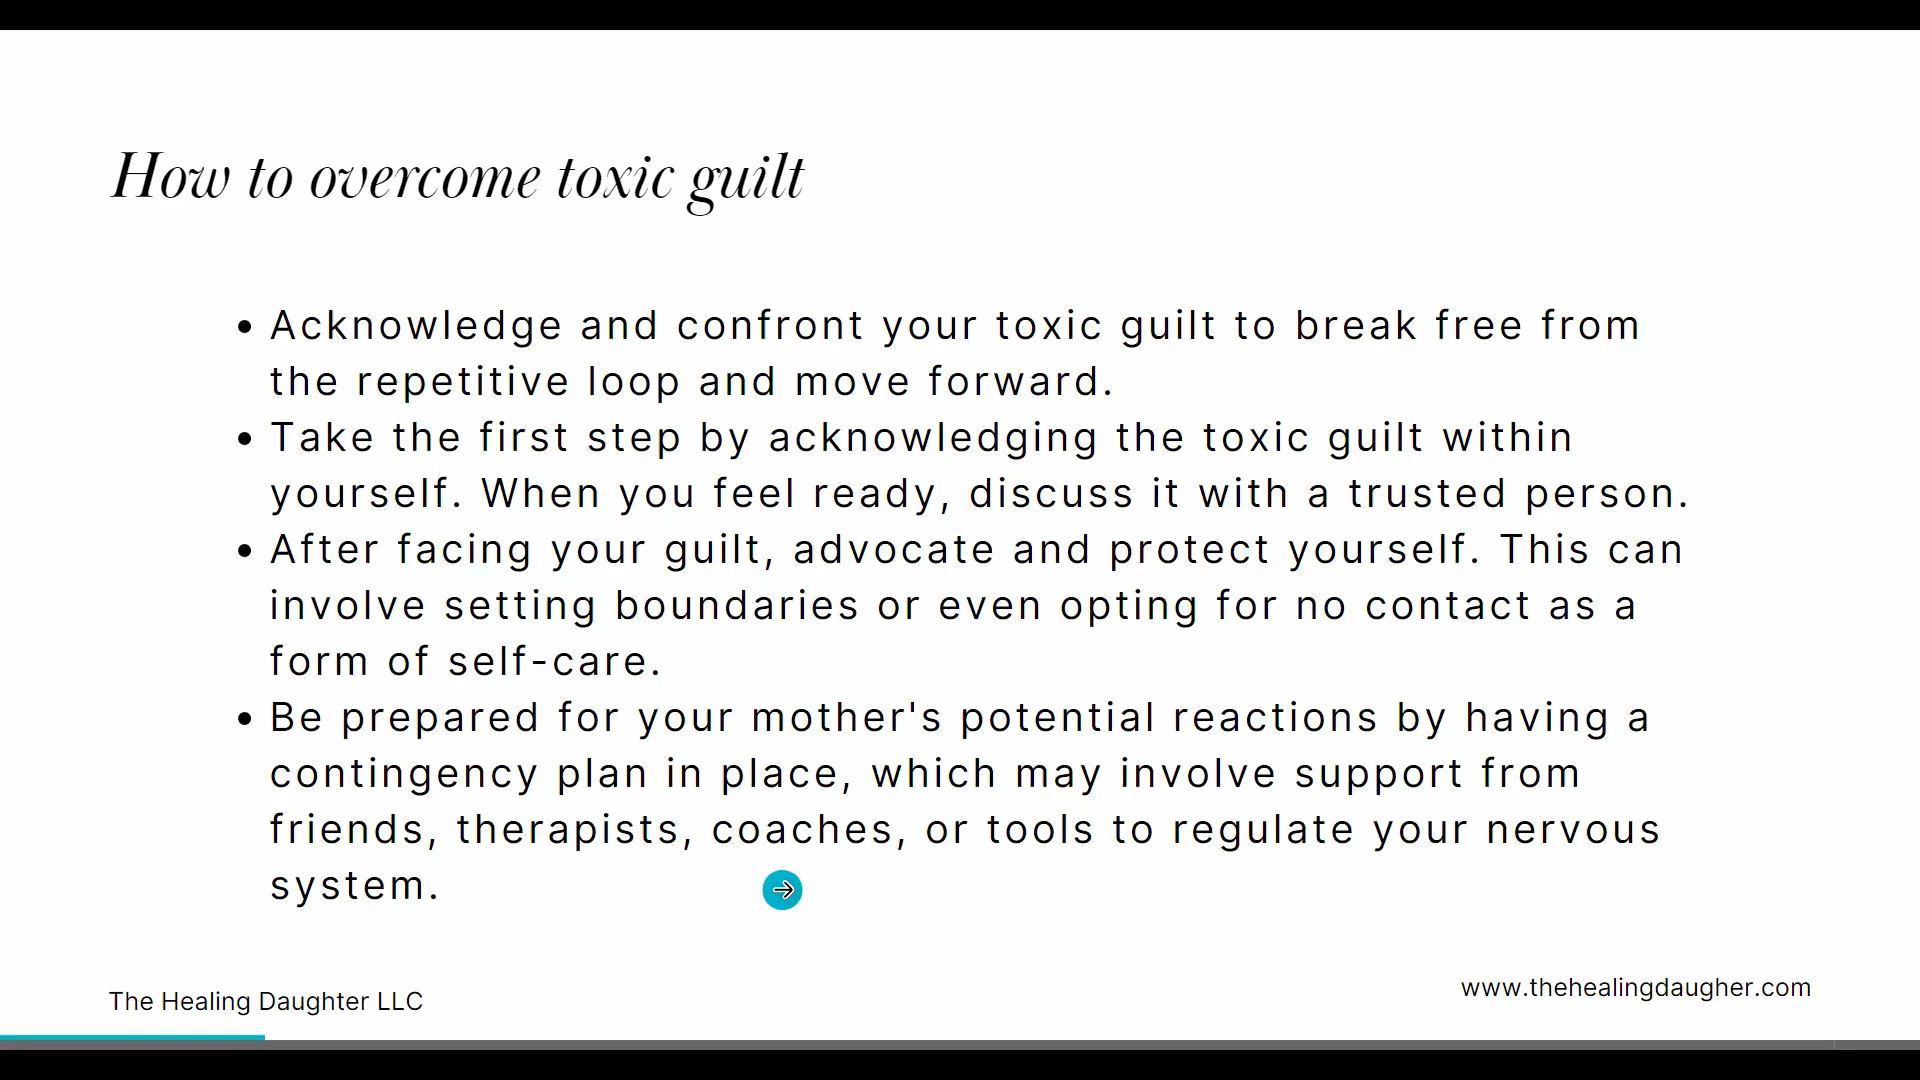 How to overcome toxic guilt
• Acknowledge and confront your toxic guilt to break free from
the repetitive loop and move forward.
• Take the first step by acknowledging the toxic guilt within
yourself. When you feel ready, discuss it with a trusted person.
• After facing your guilt, advocate and protect yourself. This can
involve setting boundaries or even opting for no contact as a
form of self-care.
• Be prepared for your mother's potential reactions by having a
contingency plan in place, which may involve support from
friends, therapists, coaches, or tools to regulate your nervous
system.
The Healing Daughter LLC
www.thehealingdaugher.com